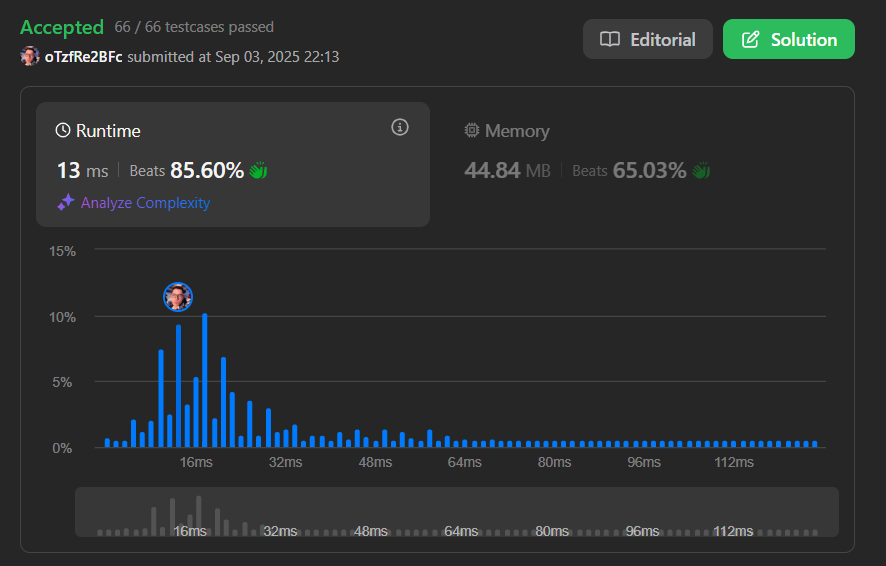 Accepted 66 / 66 testcases passed
oTzfRe2BFc submitted at Sep 03, 2025 22:13
Editorial
Solution
Runtime
13 ms Beats 85.60%
Analyze Complexity
Memory
44.84 MB Beats 65.03%
15%
10%
5%
0%
16ms 32ms 48ms 64ms 80ms 96ms 112ms
16ms 32ms 48ms 64ms 80ms 96ms 112ms